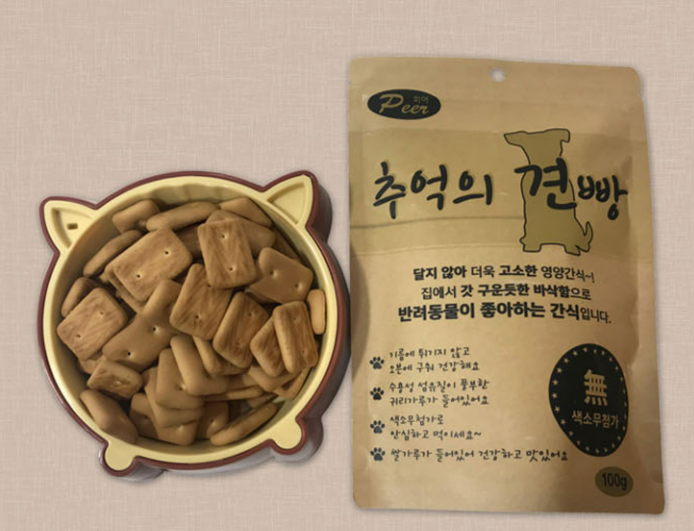 피어
Peer
추억의 견빵
달지 않아 더욱 고소한 영양간식~!
집에서 갓 구운듯한 바삭함으로
반려동물이 좋아하는 간식입니다.
기름에 튀기지 않고
오븐에 구워 건강해요
수용성 섬유질이 풍부한
귀리가루가 들어있어요
색소무첨가로
안심하고 먹이세요~
쌀가루가 들어있어 건강하고 맛있어요
無
색소무첨가
100g